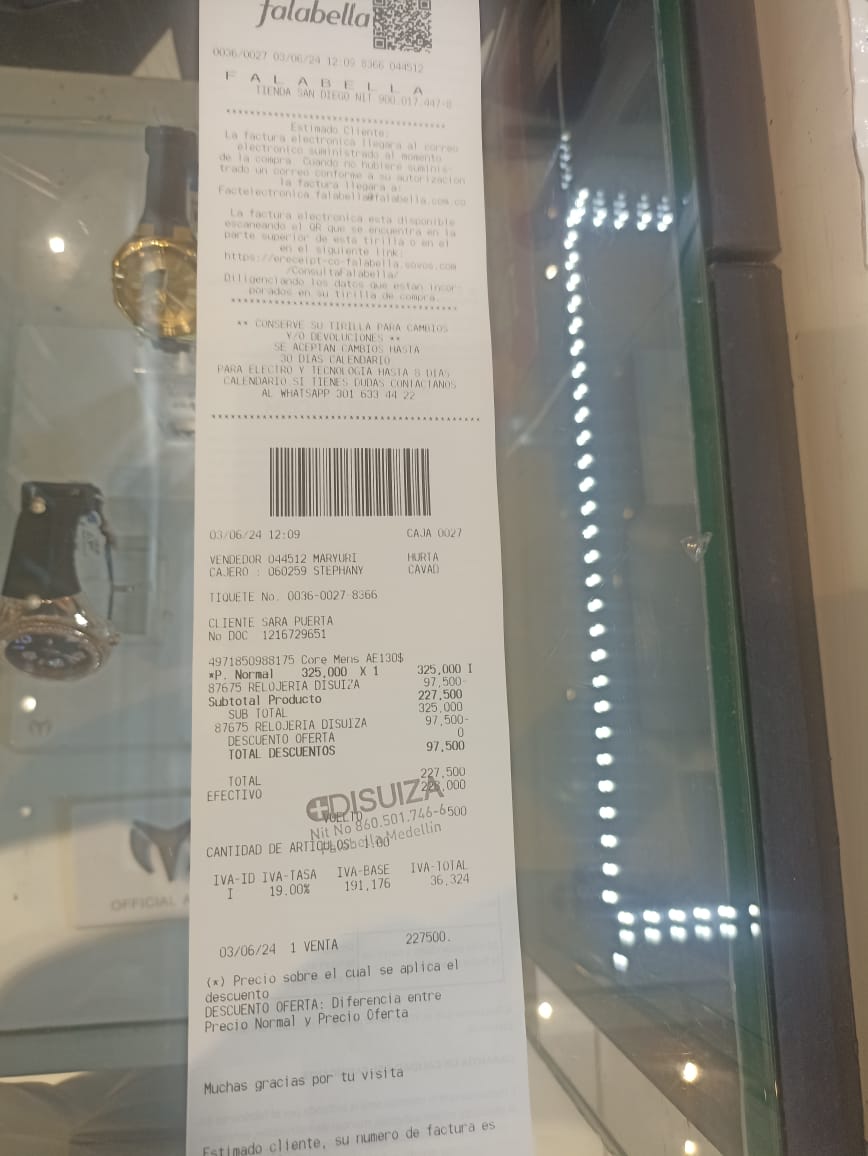 falabella
0036/0027 03/06/24 12:09 8366 044512
F A L A B E L L A
TIENDA SAN DIEGO NIT 900.017.447-8
Estimado Cliente:
La factura electronica llegara al correo
electronico suministrado al momento
de la compra. Cuando no hubiere suminis-
trado un correo conforme a su autorizacion
la factura llegara a:
Factelectronica falabella@falabella.com.co
La factura electronica esta disponible
escaneando el QR que se encuentra en la
parte superior de esta tirilla o en el
en el siguiente link:
https://ereceipt-co-falabella.sovos.com
/ConsultaFalabella/
Diligenciando los datos que estan incor-
porados en su tirilla de compra.
** CONSERVE SU TIRILLA PARA CAMBIOS
Y/O DEVOLUCIONES **
SE ACEPTAN CAMBIOS HASTA
30 DIAS CALENDARIO
PARA ELECTRO Y TECNOLOGIA HASTA 8 DIAS
CALENDARIO SI TIENES DUDAS CONTACTANOS
AL WHATSAPP 301 633 44 22
03/06/24 12:09 CAJA 0027
VENDEDOR 044512 MARYURI HURTA
CAJERO : 060259 STEPHANY CAVAD
TIQUETE No. 0036-0027-8366
CLIENTE SARA PUERTA
No DOC 1216729651
4971850988175 Core Mens AE130$
*P. Normal 325,000 X 1 325,000 I
87675 RELOJERIA DISUIZA 97,500-
Subtotal Producto 227,500
SUB TOTAL 325,000
87675 RELOJERIA DISUIZA 97,500-
DESCUENTO OFERTA 0
TOTAL DESCUENTOS 97,500
TOTAL 227,500
EFECTIVO 228,000
DISUIZA
VUELTO 500
Nit No 860.501.746-6
Falabella Medellin
CANTIDAD DE ARTICULOS: 1.00
IVA-ID IVA-TASA IVA-BASE IVA-TOTAL
I 19.00% 191,176 36,324
03/06/24 1 VENTA 227500.
(*) Precio sobre el cual se aplica el
descuento
DESCUENTO OFERTA: Diferencia entre
Precio Normal y Precio Oferta
Muchas gracias por tu visita
Estimado cliente, su numero de factura es
OFFICIAL